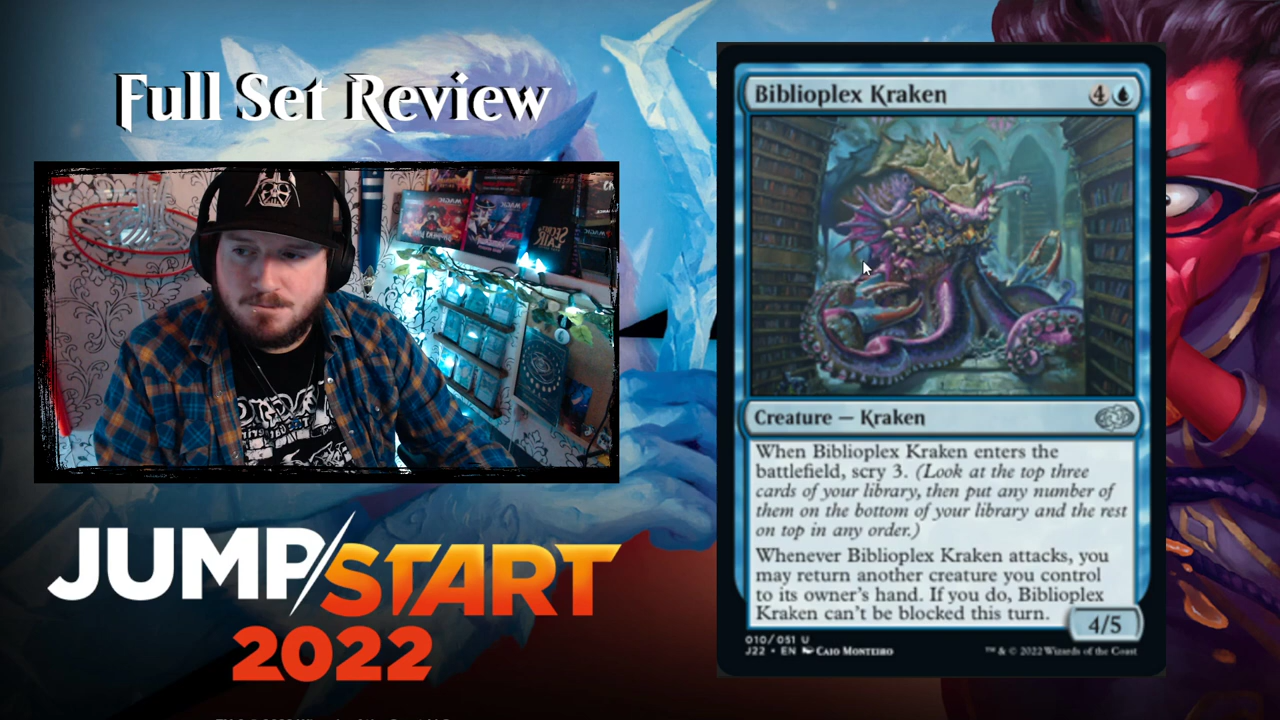 Full Set Review
JUMP/START
2022
Biblioplex Kraken 4
Creature — Kraken
When Biblioplex Kraken enters the
battlefield, scry 3. (Look at the top three
cards of your library, then put any number of
them on the bottom of your library and the rest
on top in any order.)
Whenever Biblioplex Kraken attacks, you
may return another creature you control
to its owner's hand. If you do, Biblioplex
Kraken can't be blocked this turn.
4/5
010/051 U
J22 • EN Caio Monteiro
™ & © 2022 Wizards of the Coast